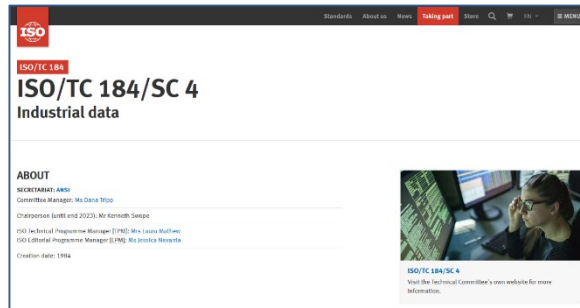 Standards About us News Taking part Store EN MENU
ISO
ISO/TC 184
ISO/TC 184/SC 4
Industrial data
ABOUT
SECRETARIAT: ANSI
Committee Manager: Ms Dana Tripp
Chairperson (until end 2023): Mr Kenneth Swope
ISO Technical Programme Manager [TPM]: Mrs Laura Mathew
ISO Editorial Programme Manager [EPM]: Ms Jessica Navarria
Creation date: 1984
ISO/TC 184/SC 4
Visit the Technical Committee's own website for more
information.